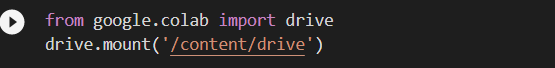 from google.colab import drive
drive.mount('/content/drive')